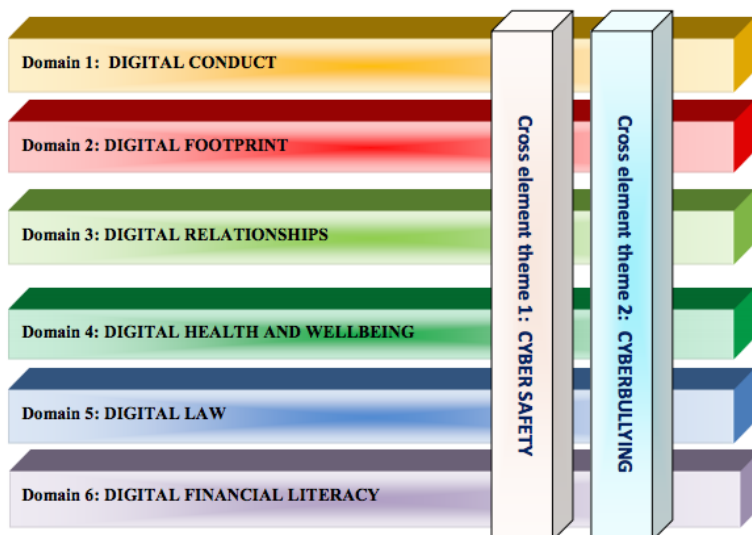 Domain 1: DIGITAL CONDUCT
Domain 2: DIGITAL FOOTPRINT
Domain 3: DIGITAL RELATIONSHIPS
Domain 4: DIGITAL HEALTH AND WELLBEING
Domain 5: DIGITAL LAW
Domain 6: DIGITAL FINANCIAL LITERACY
Cross element theme 1: CYBER SAFETY
Cross element theme 2: CYBERBULLYING